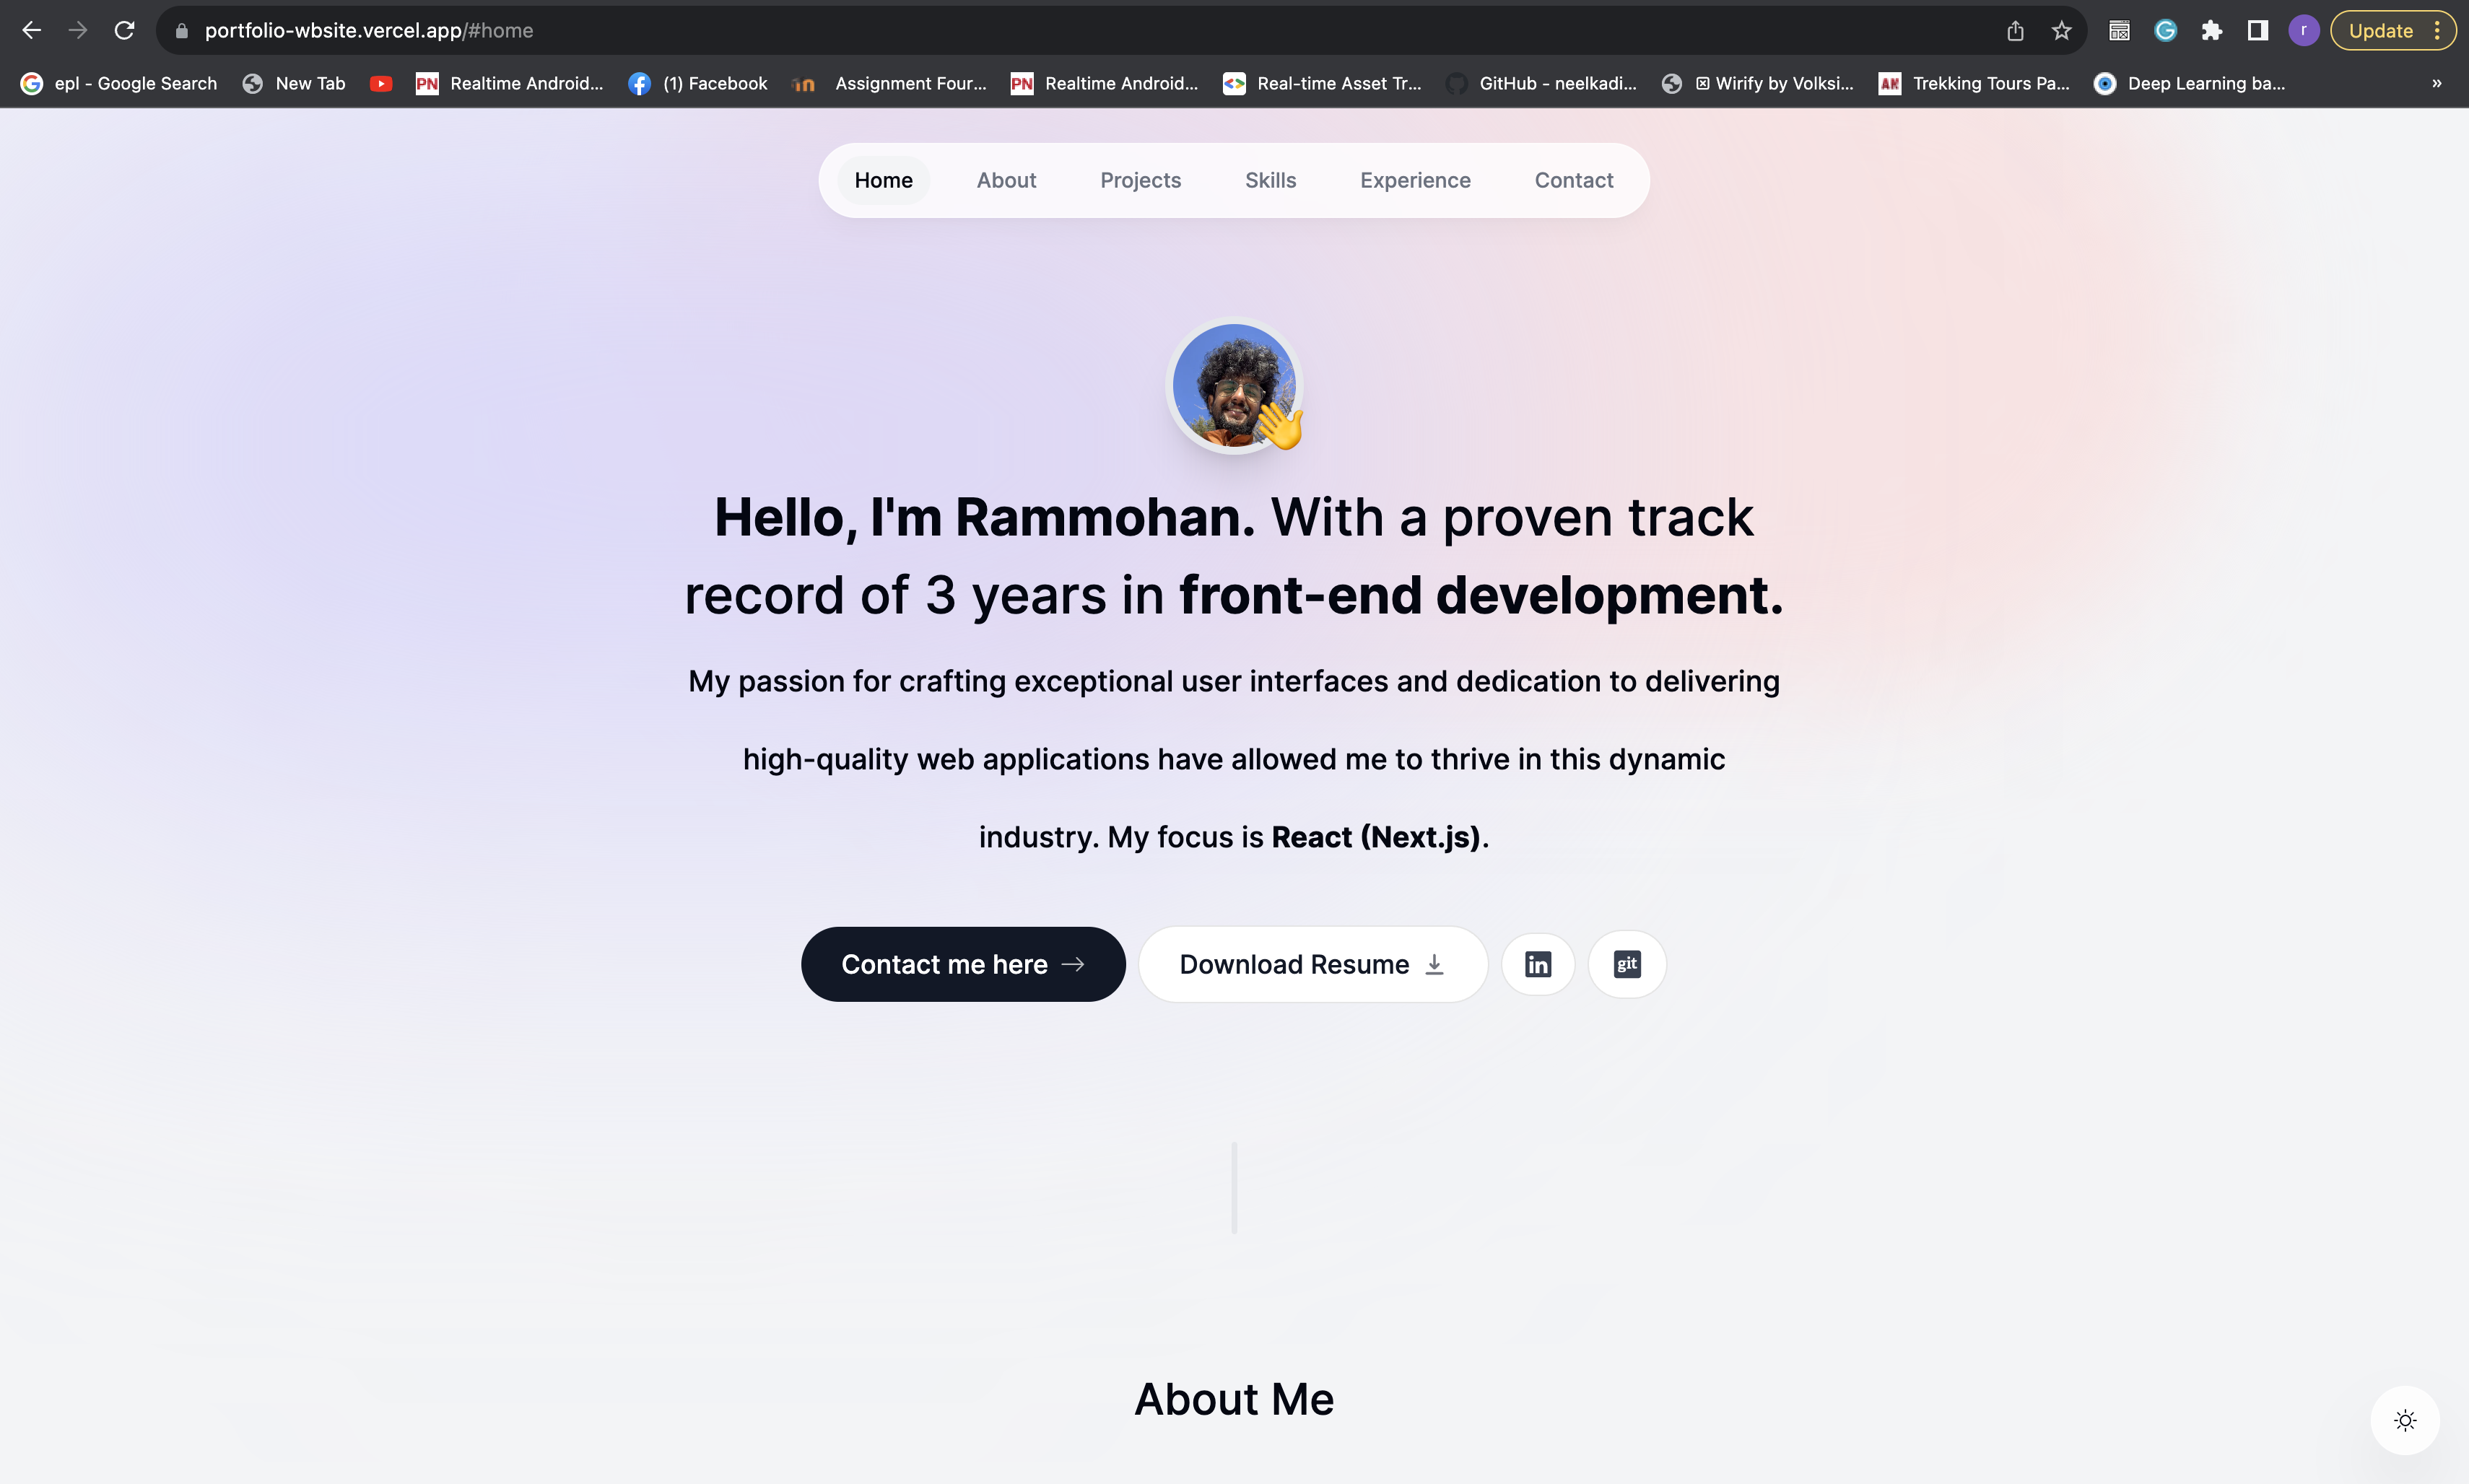 portfolio-wbsite.vercel.app/#home
r
Update
epl - Google Search
New Tab
PN
Realtime Android...
(1) Facebook
Assignment Four...
PN
Realtime Android...
Real-time Asset Tr...
GitHub - neelkadi...
Wirify by Volksi...
Trekking Tours Pa...
Deep Learning ba...
»
Home
About
Projects
Skills
Experience
Contact
Hello, I'm Rammohan. With a proven track
record of 3 years in front-end development.
My passion for crafting exceptional user interfaces and dedication to delivering
high-quality web applications have allowed me to thrive in this dynamic
industry. My focus is React (Next.js).
Contact me here
Download Resume
in
git
About Me